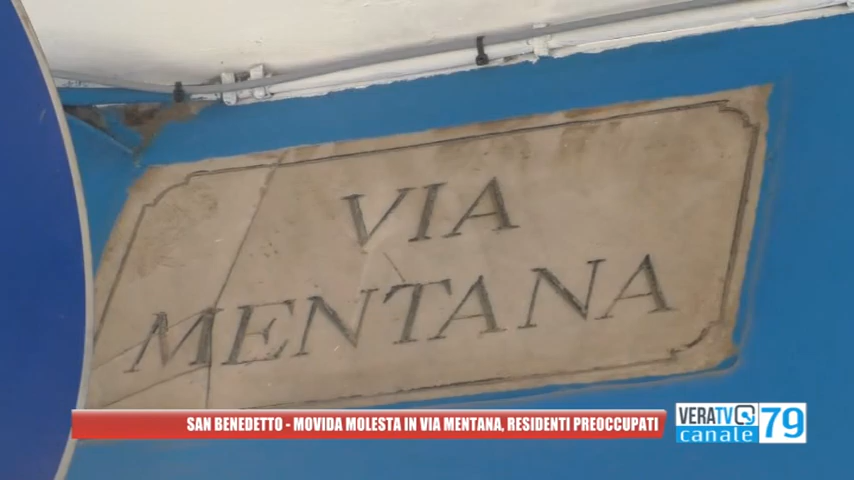 VIA
MENTANA
SAN BENEDETTO - MOVIDA MOLESTA IN VIA MENTANA, RESIDENTI PREOCCUPATI
VERATV
canale 79